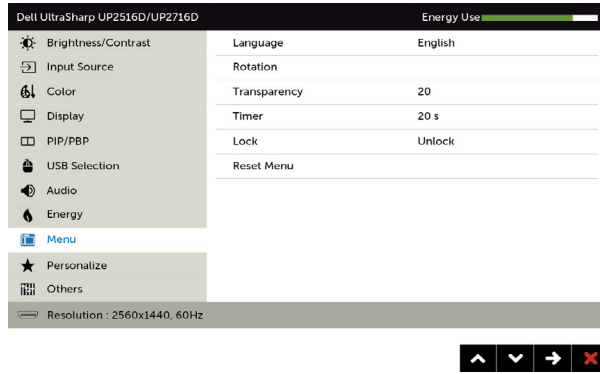 Dell UltraSharp UP2516D/UP2716D Energy Use
Brightness/Contrast Language English
Input Source Rotation
Color Transparency 20
Display Timer 20 s
PIP/PBP Lock Unlock
USB Selection Reset Menu
Audio
Energy
Menu
Personalize
Others
Resolution : 2560x1440, 60Hz